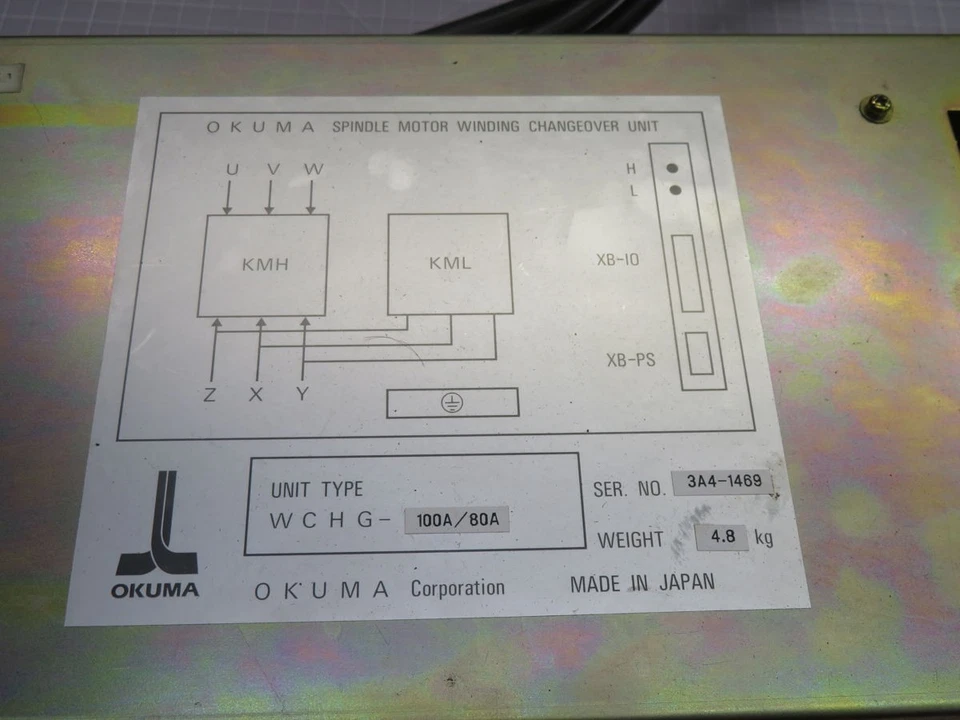 OKUMA SPINDLE MOTOR WINDING CHANGEOVER UNIT
U V W
H
L
KMH
KML
XB-IO
XB-PS
Z X Y
UNIT TYPE
WCHG- 100A/80A
SER. NO. 3A4-1469
WEIGHT 4.8 kg
OKUMA
OKUMA Corporation
MADE IN JAPAN